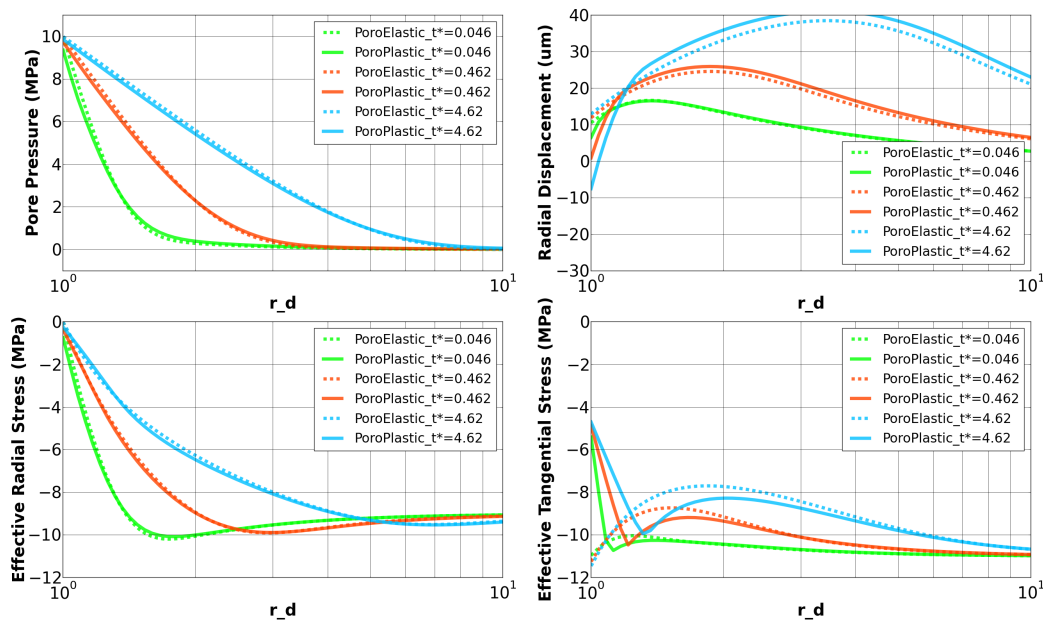 Pore Pressure (MPa)
10
8
6
4
2
0
PoroElastic_t*=0.046
PoroPlastic_t*=0.046
PoroElastic_t*=0.462
PoroPlastic_t*=0.462
PoroElastic_t*=4.62
PoroPlastic_t*=4.62
10^0
10^1
r_d
Radial Displacement (um)
40
30
20
10
0
−10
−20
−30
PoroElastic_t*=0.046
PoroPlastic_t*=0.046
PoroElastic_t*=0.462
PoroPlastic_t*=0.462
PoroElastic_t*=4.62
PoroPlastic_t*=4.62
10^0
10^1
r_d
Effective Radial Stress (MPa)
0
−2
−4
−6
−8
−10
−12
PoroElastic_t*=0.046
PoroPlastic_t*=0.046
PoroElastic_t*=0.462
PoroPlastic_t*=0.462
PoroElastic_t*=4.62
PoroPlastic_t*=4.62
10^0
10^1
r_d
Effective Tangential Stress (MPa)
0
−2
−4
−6
−8
−10
−12
PoroElastic_t*=0.046
PoroPlastic_t*=0.046
PoroElastic_t*=0.462
PoroPlastic_t*=0.462
PoroElastic_t*=4.62
PoroPlastic_t*=4.62
10^0
10^1
r_d